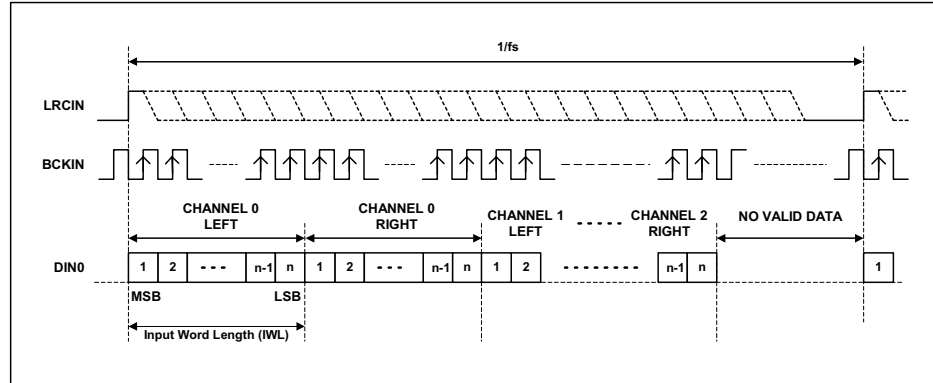 1/fs
LRCIN
BCKIN
CHANNEL 0
LEFT
CHANNEL 0
RIGHT
CHANNEL 1
LEFT
CHANNEL 2
RIGHT
NO VALID DATA
DIN0
1 2 n-1 n 1 2 n-1 n 1 2 n-1 n 1
MSB LSB
Input Word Length (IWL)